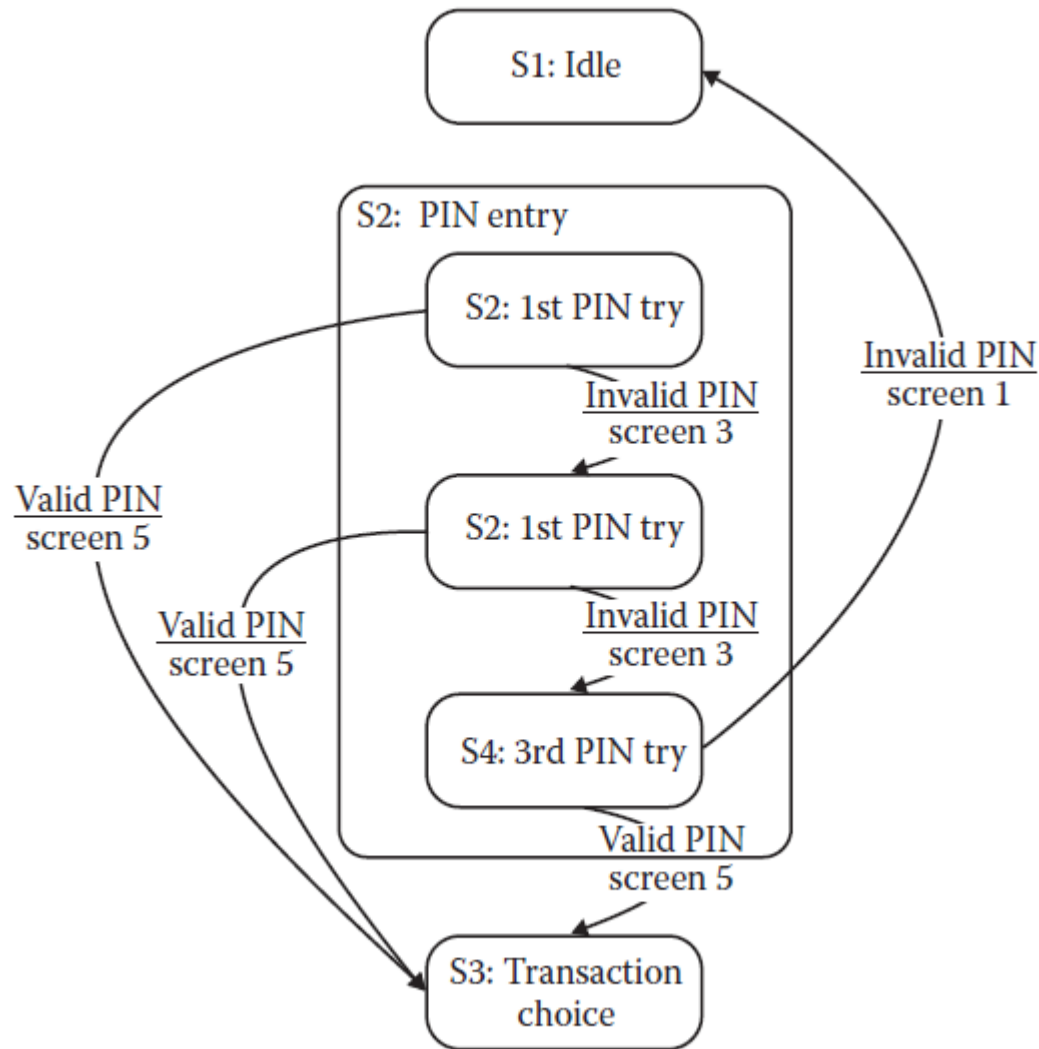 S1: Idle
S2: PIN entry
S2: 1st PIN try
Invalid PIN
screen 1
Invalid PIN
screen 3
Valid PIN
screen 5
S2: 1st PIN try
Valid PIN
screen 5
Invalid PIN
screen 3
S4: 3rd PIN try
Valid PIN
screen 5
S3: Transaction
choice